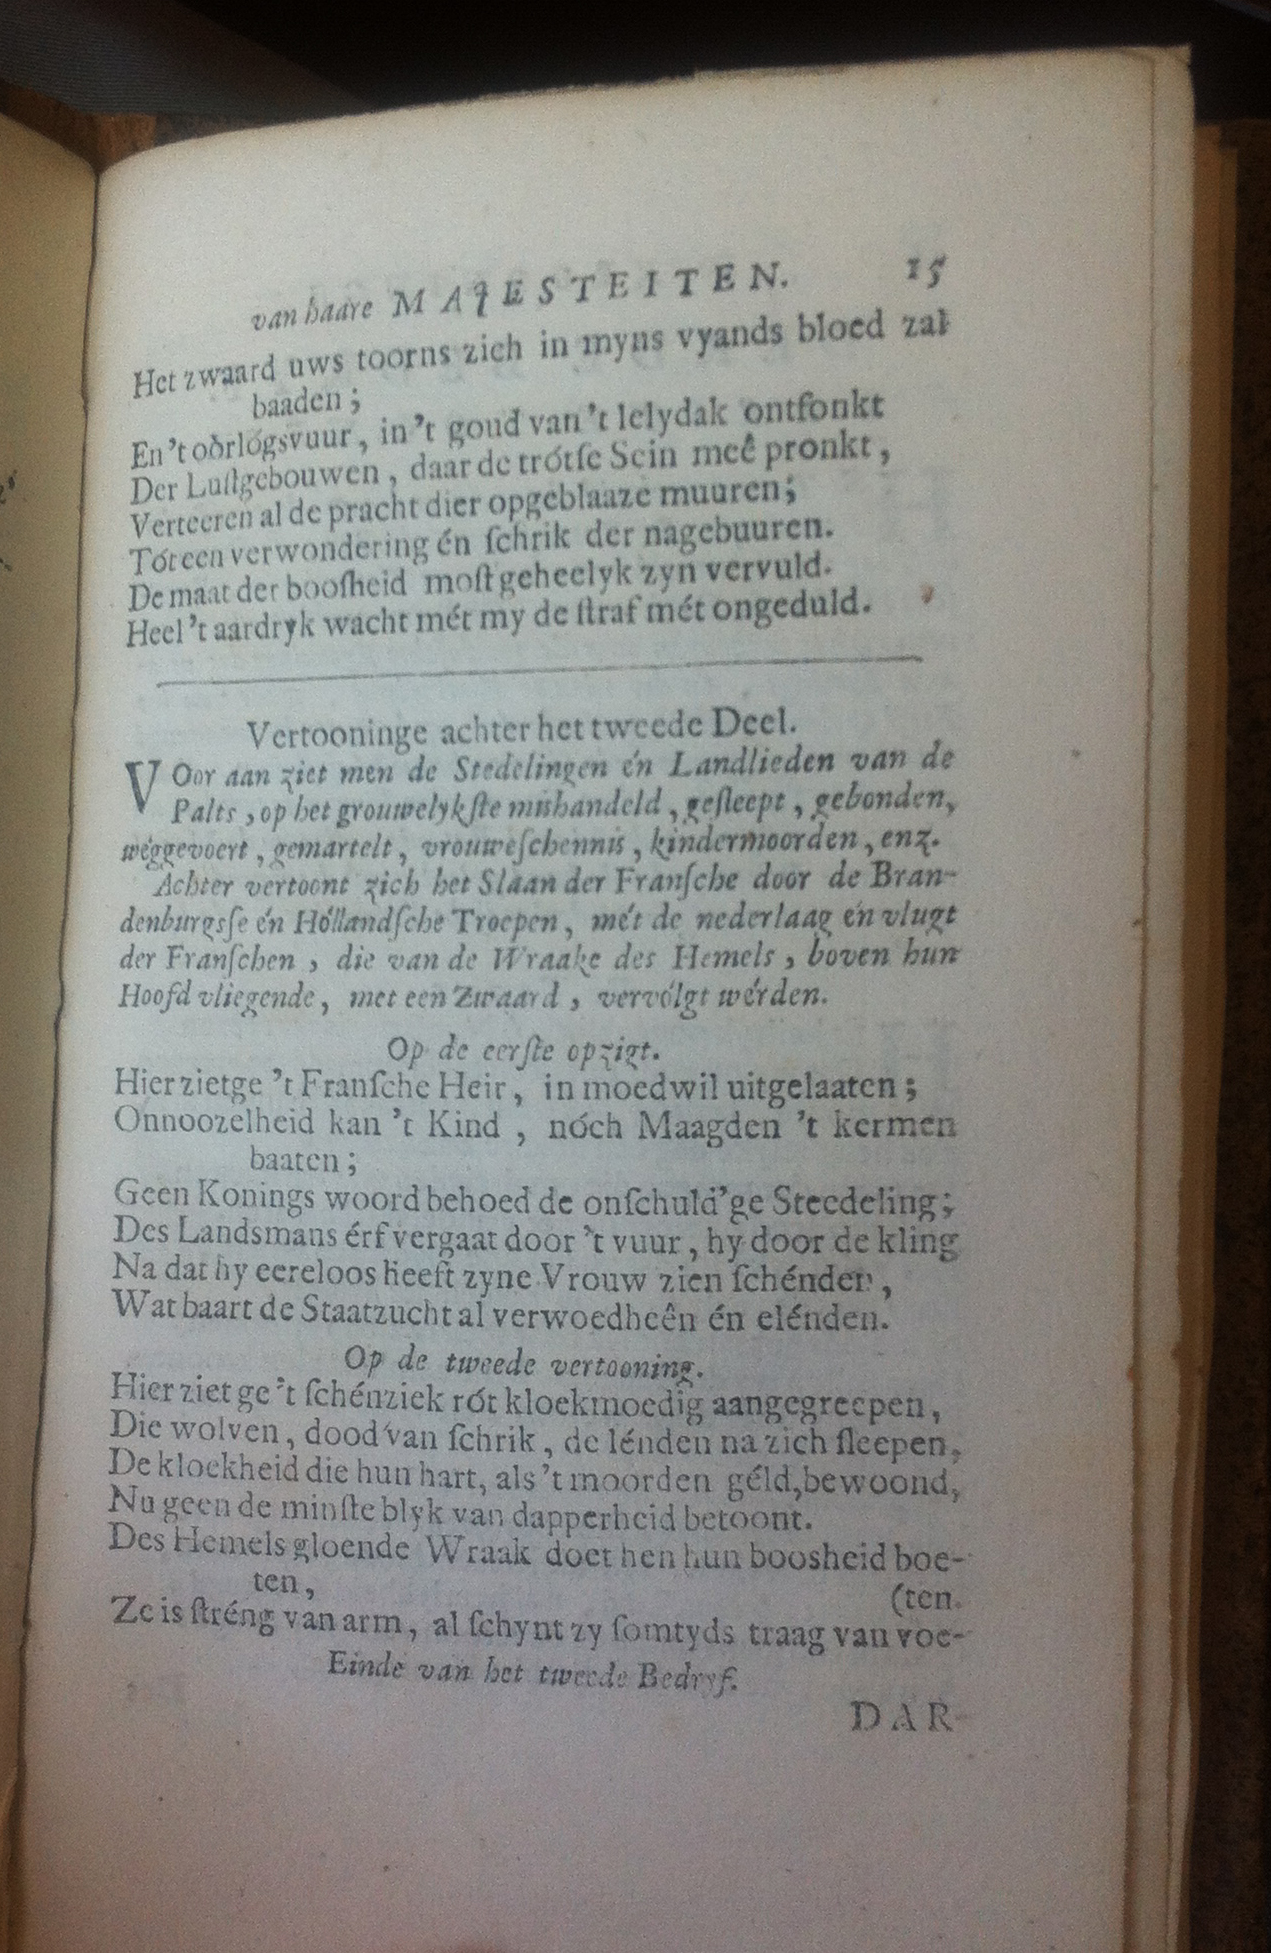 van haare MAJESTEITEN. 15
Het zwaard uws toorns zich in myns vyands bloed zal
baaden;
En 't oòrlógsvuur, in 't goud van 't lelydak ontfonkt
Der Luſtgebouwen, daar de trótſe Sein meê pronkt,
Verteeren al de pracht dier opgeblaaze muuren;
Tót een verwondering én ſchrik der nagebuuren.
De maat der booſheid moſt geheelyk zyn vervuld.
Heel 't aardryk wacht mét my de ſtraf mét ongeduld.
Vertooninge achter het tweede Deel.
VOor aan ziet men de Stedelingen én Landlieden van de
Palts, op het grouwelykſte mishandeld, geſleept, gebonden,
wéggevoert, gemartelt, vrouweſchennis, kindermoorden, enz.
Achter vertoont zich het Slaan der Franſche door de Bran-
denburgsſe én Hóllandſche Troepen, mét de nederlaag én vlugt
der Franſchen, die van de Wraake des Hemels, boven hun
Hoofd vliegende, met een Zwaard, vervólgt wérden.
Op de eerſte opzigt.
Hier zietge 't Franſche Heir, in moedwil uitgelaaten;
Onnoozelheid kan 't Kind, nóch Maagden 't kermen
baaten;
Geen Konings woord behoed de onſchuld'ge Steedeling;
Des Landsmans érf vergaat door 't vuur, hy door de kling
Na dat hy eereloos heeft zyne Vrouw zien ſchénden,
Wat baart de Staatzucht al verwoedheên én elénden.
Op de tweede vertooning.
Hier ziet ge 't ſchénziek rót kloekmoedig aangegreepen,
Die wolven, dood van ſchrik, de lénden na zich ſleepen,
De kloekheid die hun hart, als 't moorden géld, bewoond,
Nu geen de minſte blyk van dapperheid betoont.
Des Hemels gloende Wraak doet hen hun boosheid boe-
ten, (ten.
Ze is ſtréng van arm, al ſchynt zy ſomtyds traag van voe-
Einde van het tweede Bedryf.
DAR-